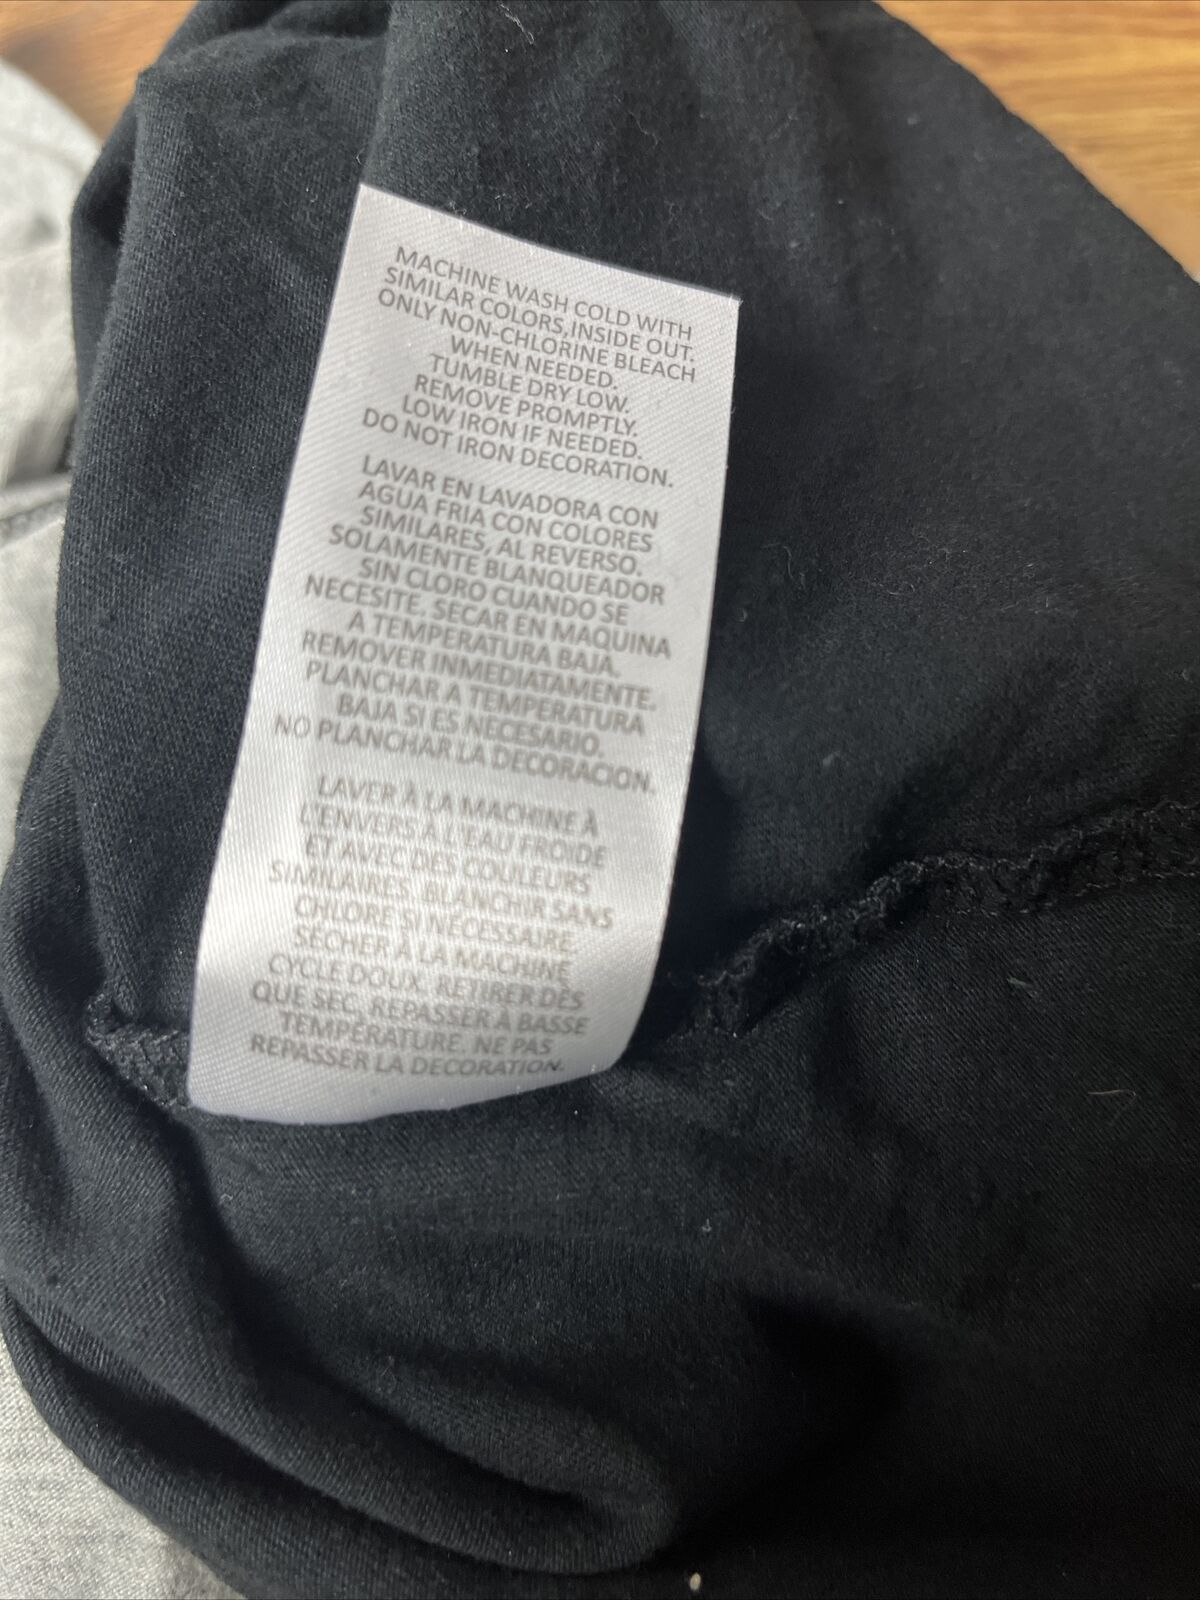 MACHINE WASH COLD WITH
SIMILAR COLORS,INSIDE OUT.
ONLY NON-CHLORINE BLEACH
WHEN NEEDED.
TUMBLE DRY LOW.
REMOVE PROMPTLY.
LOW IRON IF NEEDED.
DO NOT IRON DECORATION.
LAVAR EN LAVADORA CON
AGUA FRIA CON COLORES
SIMILARES, AL REVERSO.
SOLAMENTE BLANQUEADOR
SIN CLORO CUANDO SE
NECESITE. SECAR EN MAQUINA
A TEMPERATURA BAJA.
REMOVER INMEDIATAMENTE.
PLANCHAR A TEMPERATURA
BAJA SI ES NECESARIO.
NO PLANCHAR LA DECORACION.
LAVER À LA MACHINE À
L'ENVERS À L'EAU FROIDE
ET AVEC DES COULEURS
SIMILAIRES. BLANCHIR SANS
CHLORE SI NÉCESSAIRE.
SÉCHER À LA MACHINE
CYCLE DOUX. RETIRER DÈS
QUE SEC, REPASSER À BASSE
TEMPÉRATURE. NE PAS
REPASSER LA DECORATION.